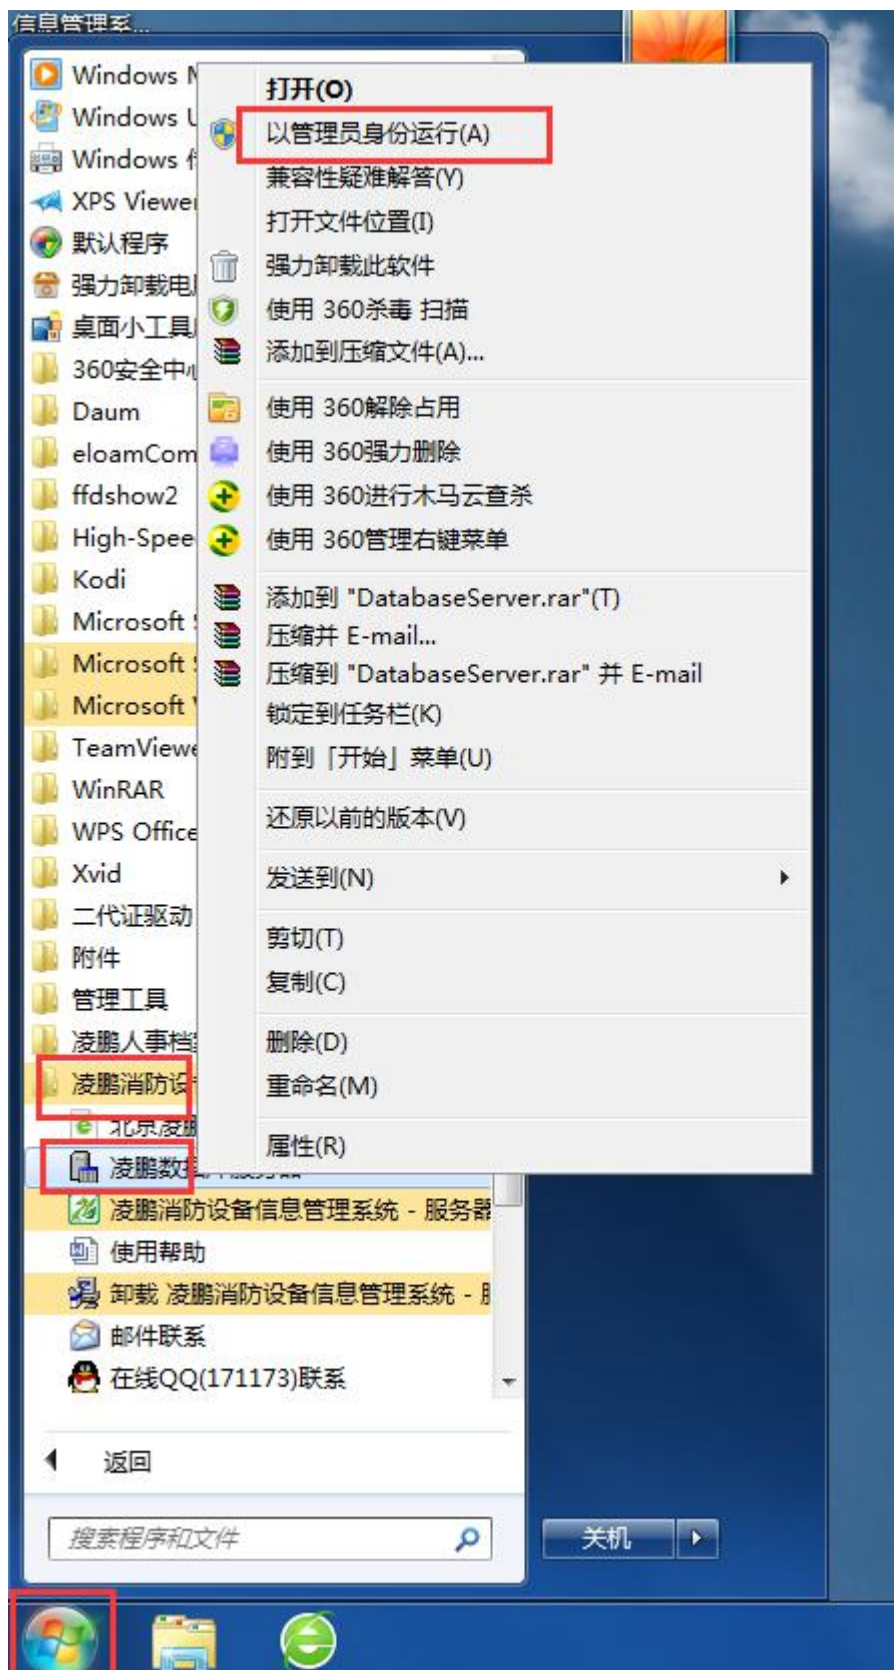 信息管理系...
Windows
Windows
Windows
XPS Viewer
默认程序
强力卸载电
桌面小工具
360安全中
Daum
eloamCom
ffdshow2
High-Spee
Kodi
Microsoft
Microsoft
Microsoft
TeamViewe
WinRAR
WPS Office
Xvid
二代证驱动
附件
管理工具
凌鹏人事档
凌鹏消防设
北京凌鹏
凌鹏数据库服务器
凌鹏消防设备信息管理系统 - 服务器
使用帮助
卸载 凌鹏消防设备信息管理系统 - 服
邮件联系
在线QQ(171173)联系
返回
搜索程序和文件
关机
打开(O)
以管理员身份运行(A)
兼容性疑难解答(Y)
打开文件位置(I)
强力卸载此软件
使用 360杀毒 扫描
添加到压缩文件(A)...
使用 360解除占用
使用 360强力删除
使用 360进行木马云查杀
使用 360管理右键菜单
添加到 "DatabaseServer.rar"(T)
压缩并 E-mail...
压缩到 "DatabaseServer.rar" 并 E-mail
锁定到任务栏(K)
附到「开始」菜单(U)
还原以前的版本(V)
发送到(N)
剪切(T)
复制(C)
删除(D)
重命名(M)
属性(R)